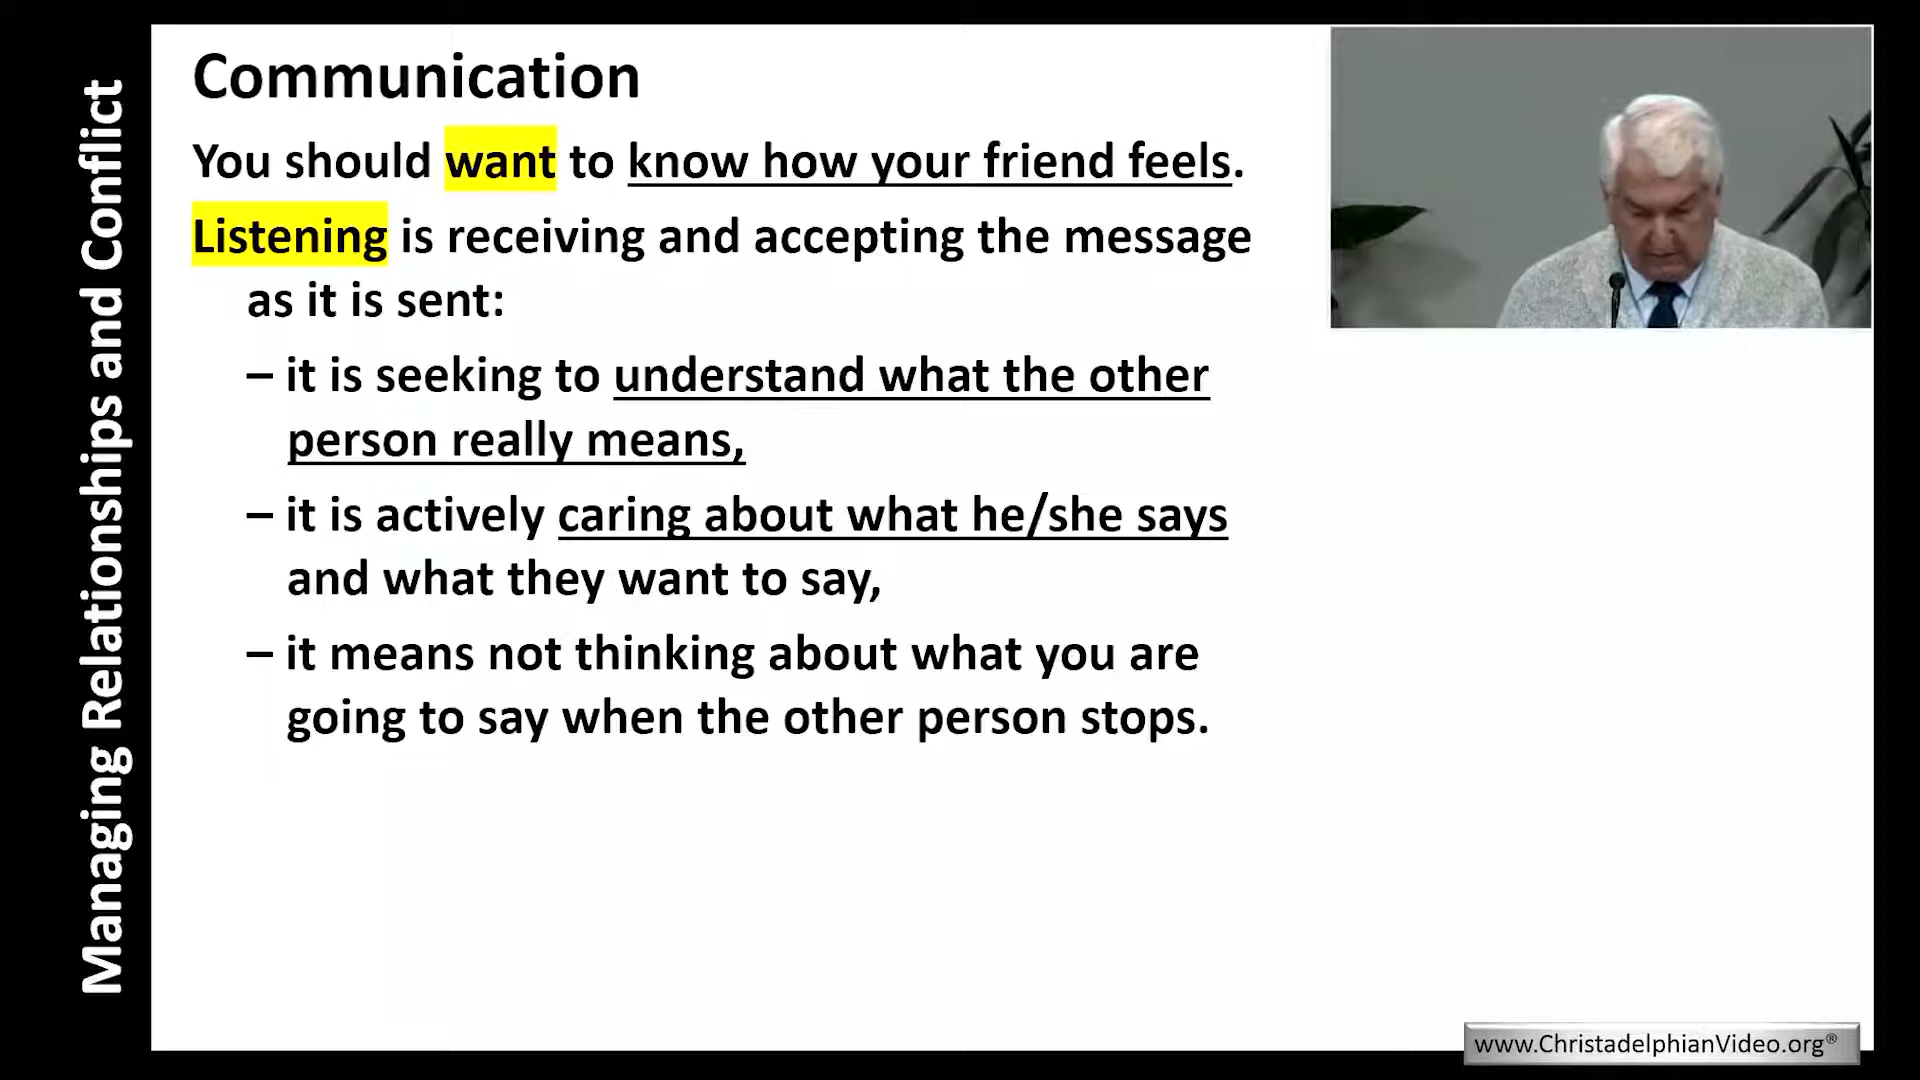 Managing Relationships and Conflict
Communication
You should want to know how your friend feels.
Listening is receiving and accepting the message
as it is sent:
– it is seeking to understand what the other
person really means,
– it is actively caring about what he/she says
and what they want to say,
– it means not thinking about what you are
going to say when the other person stops.
www.ChristadelphianVideo.org®